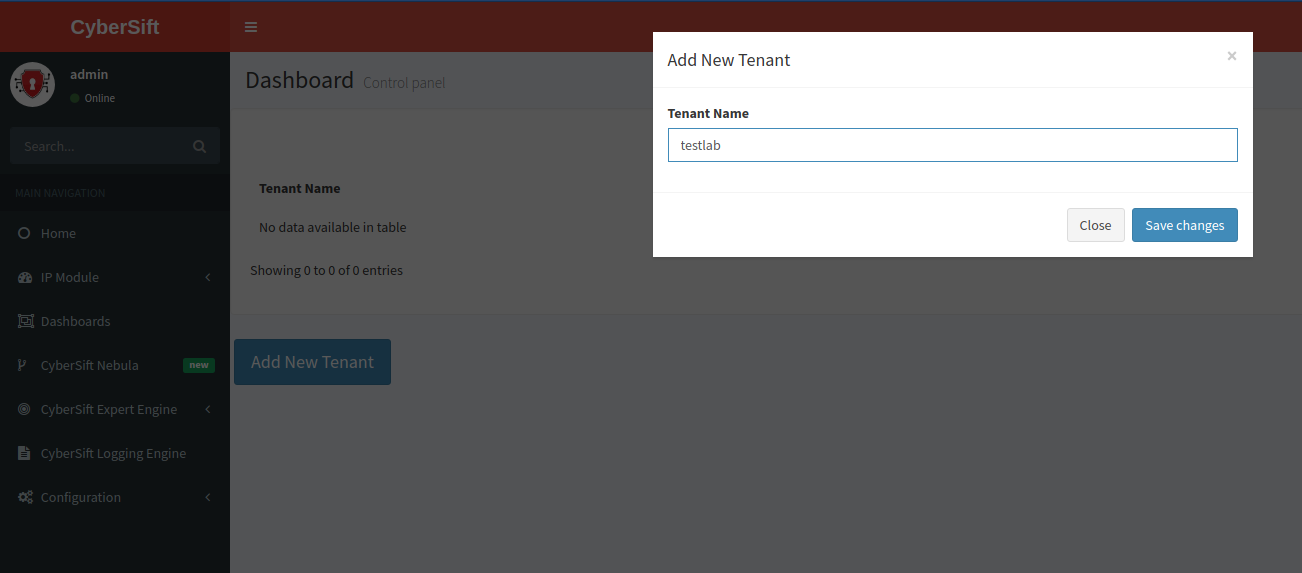 CyberSift
admin
Online
Search...
MAIN NAVIGATION
Home
IP Module
Dashboards
CyberSift Nebula new
CyberSift Expert Engine
CyberSift Logging Engine
Configuration
Dashboard Control panel
Tenant Name
No data available in table
Showing 0 to 0 of 0 entries
Add New Tenant
Add New Tenant ×
Tenant Name
testlab
Close Save changes